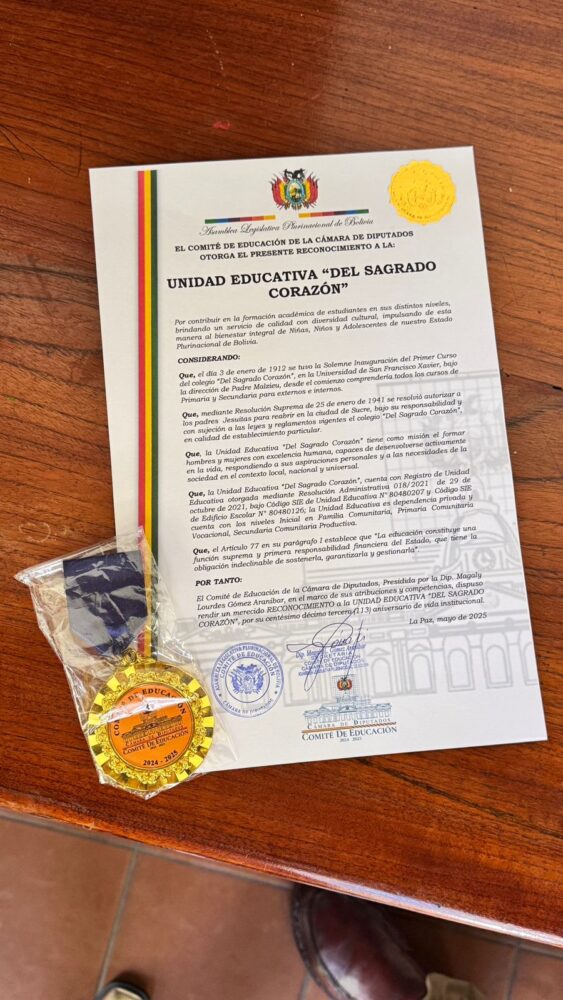 Asamblea Legislativa Plurinacional de Bolivia
EL COMITÉ DE EDUCACIÓN DE LA CÁMARA DE DIPUTADOS
OTORGA EL PRESENTE RECONOCIMIENTO A LA:
UNIDAD EDUCATIVA “DEL SAGRADO
CORAZÓN”
Por contribuir en la formación académica de estudiantes en sus distintos niveles,
brindando un servicio de calidad con diversidad cultural, impulsando de esta
manera al bienestar integral de Niñas, Niños y Adolescentes de nuestro Estado
Plurinacional de Bolivia.
CONSIDERANDO:
Que, el día 3 de enero de 1912 se tuvo la Solemne Inauguración del Primer Curso
del colegio “Del Sagrado Corazón”, en la Universidad de San Francisco Xavier, bajo
la dirección de Padre Malzieu, desde el comienzo comprendería todos los cursos de
Primaria y Secundaria para externos e internos.
Que, mediante Resolución Suprema de 25 de enero de 1941 se resolvió autorizar a
los padres Jesuitas para reabrir en la ciudad de Sucre, bajo su responsabilidad y
con sujeción a las leyes y reglamentos vigentes el colegio “Del Sagrado Corazón”,
en calidad de establecimiento particular.
Que, la Unidad Educativa “Del Sagrado Corazón” tiene como misión el formar
hombres y mujeres con excelencia humana, capaces de desenvolverse activamente
en la vida, respondiendo a sus aspiraciones personales y a las necesidades de la
sociedad en el contexto local, nacional y universal.
Que, la Unidad Educativa “Del Sagrado Corazón”, cuenta con Registro de Unidad
Educativa otorgada mediante Resolución Administrativa 018/2021 de 29 de
octubre de 2021, bajo Código SIE de Unidad Educativa N° 80480207 y Código SIE
de Edificio Escolar N° 80480126; la Unidad Educativa es dependencia privada y
cuenta con los niveles Inicial en Familia Comunitaria, Primaria Comunitaria
Vocacional, Secundaria Comunitaria Productiva.
Que, el Artículo 77 en su parágrafo I establece que “La educación constituye una
función suprema y primera responsabilidad financiera del Estado, que tiene la
obligación indeclinable de sostenerla, garantizarla y gestionarla”.
POR TANTO:
El Comité de Educación de la Cámara de Diputados, Presidida por la Dip. Magaly
Lourdes Gómez Aranibar, en el marco de sus atribuciones y competencias, dispuso
rendir un merecido RECONOCIMIENTO a la UNIDAD EDUCATIVA “DEL SAGRADO
CORAZÓN”, por su centésimo décimo tercero (113) aniversario de vida institucional.
La Paz, mayo de 2025
COMITÉ DE EDUCACIÓN
CÁMARA DE DIPUTADOS
CÁMARA DE DIPUTADOS
COMITÉ DE EDUCACIÓN
2024 - 2025
COMITÉ DE EDUCACIÓN
COMITÉ DE EDUCACIÓN
2024 - 2025